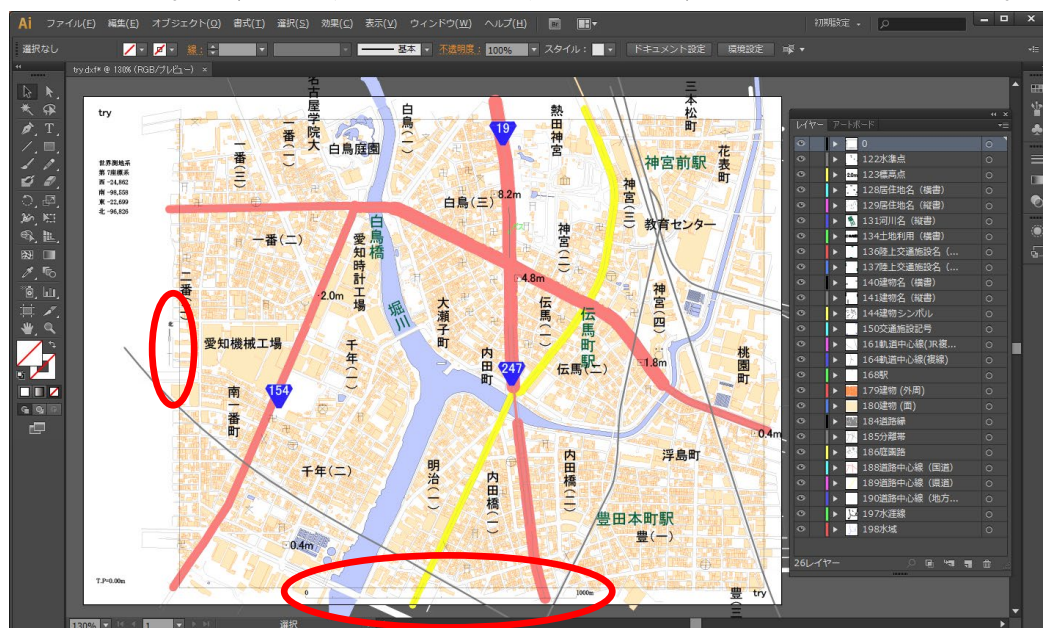 Ai ファイル(F) 編集(E) オブジェクト(O) 書式(T) 選択(S) 効果(C) 表示(V) ウィンドウ(W) ヘルプ(H) Br 初期設定
選択なし 線: 基本 不透明度: 100% スタイル: ドキュメント設定 環境設定
try.dxf* @ 130% (RGB/プレビュー) ×
try
世界測地系
第 7座標系
西 -24,862
南 -98,558
東 -22,699
北 -96,826
名古屋学院大
白鳥(一)
白鳥庭園
熱田神宮
三本松町
花表町
19
一番(一)
一番(三)
神宮前駅
8.2m
白鳥(三)
神宮(三)
教育センター
白鳥橋
一番(二)
愛知時計工場
神宮(二)
4.8m
2.0m
二番(一)
北
堀川
大瀬子町
伝馬(一)
伝馬町駅
神宮(四)
愛知機械工場
千年(一)
内田町
247
伝馬(二)
1.8m
桃園町
154
南一番町
0.4m
千年(二)
明治(一)
内田橋(一)
内田橋(二)
浮島町
豊田本町駅
豊(一)
0.4m
T.P=0.00m
0
1000m
豊(三)
try
レイヤー アートボード
0
122水準点
123標高点
128居住地名（横書）
129居住地名（縦書）
131河川名（縦書）
134土地利用（横書）
136陸上交通施設名（...
137陸上交通施設名（...
140建物名（横書）
141建物名（縦書）
144建物シンボル
150交通施設記号
161軌道中心線(JR複...
164軌道中心線(複線)
168駅
179建物 (外周)
180建物 (面)
184道路縁
185分離帯
186庭園路
188道路中心線（国道）
189道路中心線（県道）
190道路中心線（地方...
197水涯線
198水域
26レイヤー
130% 1 選択